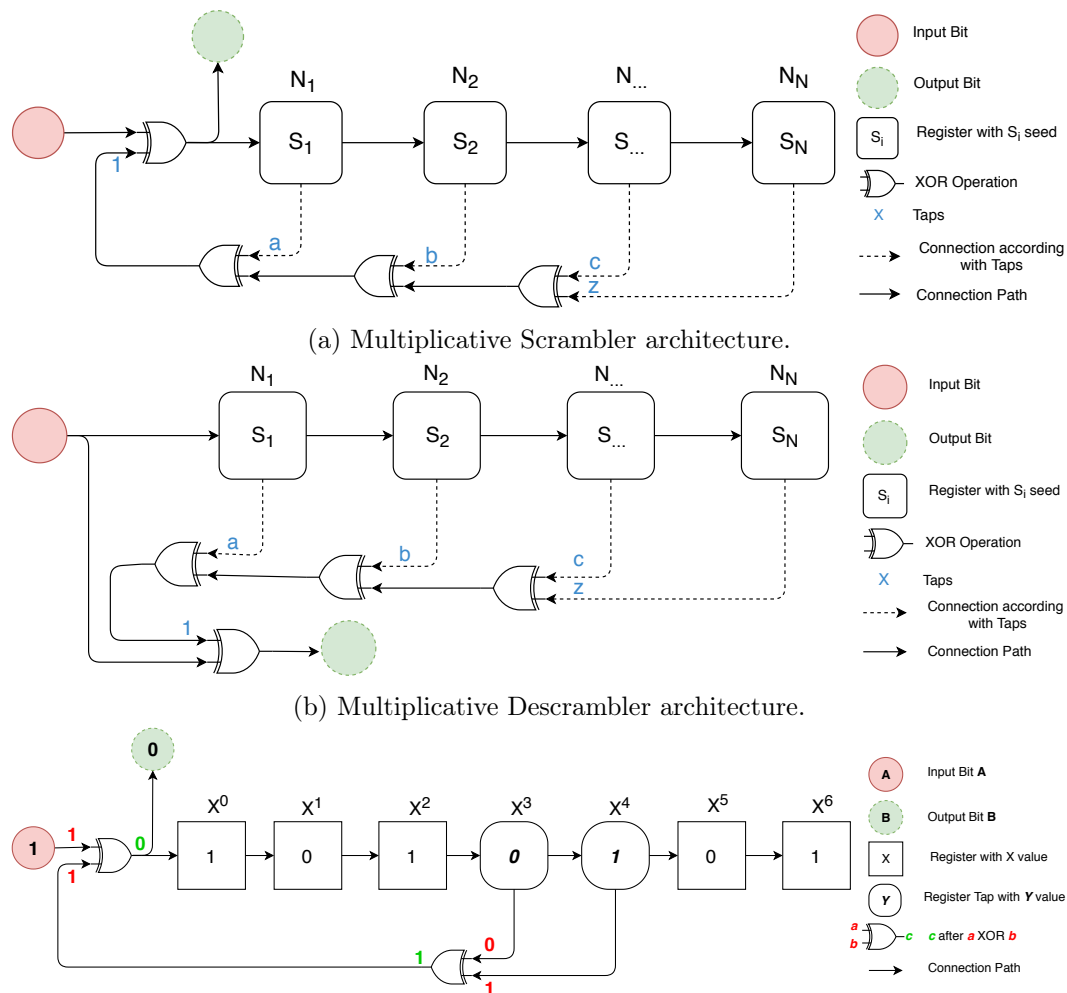 N₁ N₂ N... N_N
S₁ S₂ S... S_N
1
a
b
c
z
Input Bit
Output Bit
Sᵢ Register with Sᵢ seed
XOR Operation
X Taps
Connection according
with Taps
Connection Path
(a) Multiplicative Scrambler architecture.
N₁ N₂ N... N_N
S₁ S₂ S... S_N
a
b
c
z
1
Input Bit
Output Bit
Sᵢ Register with Sᵢ seed
XOR Operation
X Taps
Connection according
with Taps
Connection Path
(b) Multiplicative Descrambler architecture.
0
X⁰ X¹ X² X³ X⁴ X⁵ X⁶
1 1 0 1 0 1 0 1 0 1
1
0
1
1
A Input Bit A
B Output Bit B
X Register with X value
Y Register Tap with Y value
a
b
c c after a XOR b
Connection Path